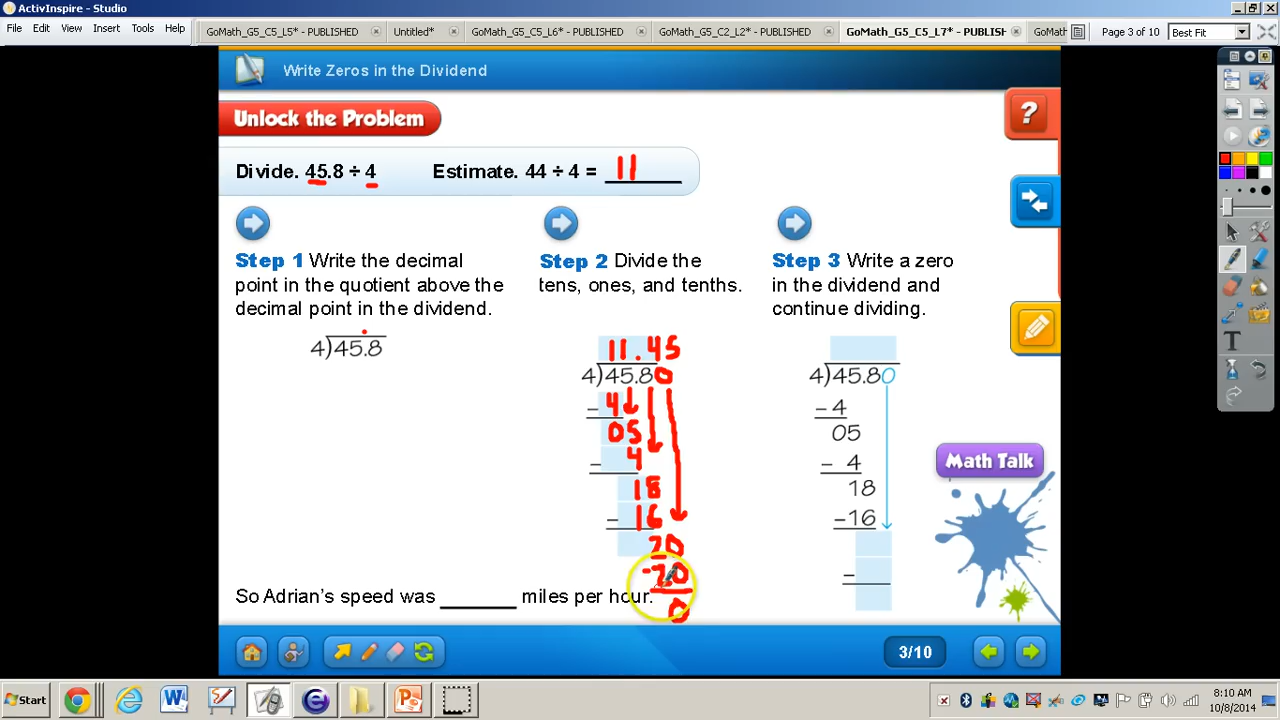 ActivInspire - Studio
File Edit View Insert Tools Help
GoMath_G5_C5_L5* - PUBLISHED
Untitled*
GoMath_G5_C5_L6* - PUBLISHED
GoMath_G5_C2_L2* - PUBLISHED
GoMath_G5_C5_L7* - PUBLISH
GoMath
Page 3 of 10
Best Fit
Write Zeros in the Dividend
Unlock the Problem
Divide. 45.8 ÷ 4 Estimate. 44 ÷ 4 = 11
Step 1 Write the decimal
point in the quotient above the
decimal point in the dividend.
4)45.8
Step 2 Divide the
tens, ones, and tenths.
11.45
4)45.80
- 4
05
- 4
18
- 16
20
-20
0
Step 3 Write a zero
in the dividend and
continue dividing.
4)45.80
- 4
05
- 4
18
-16
-
Math Talk
So Adrian's speed was ________ miles per hour.
3/10
?
T
Start
8:10 AM
10/8/2014